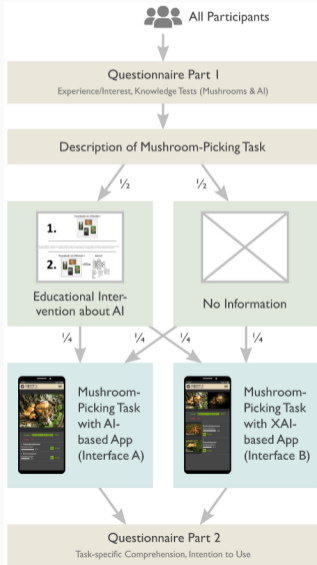 All Participants
Questionnaire Part 1
Experience/Interest, Knowledge Tests (Mushrooms & AI)
Description of Mushroom-Picking Task
½
½
1.
2.
Educational Inter-
vention about AI
No Information
¼
¼
¼
¼
Mushroom-
Picking Task
with AI-
based App
(Interface A)
Mushroom-
Picking Task
with XAI-
based App
(Interface B)
Questionnaire Part 2
Task-specific Comprehension, Intention to Use